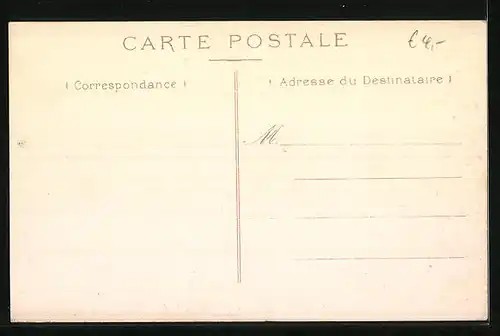 CARTE POSTALE
€ 4,-
Correspondance
Adresse du Destinataire
M